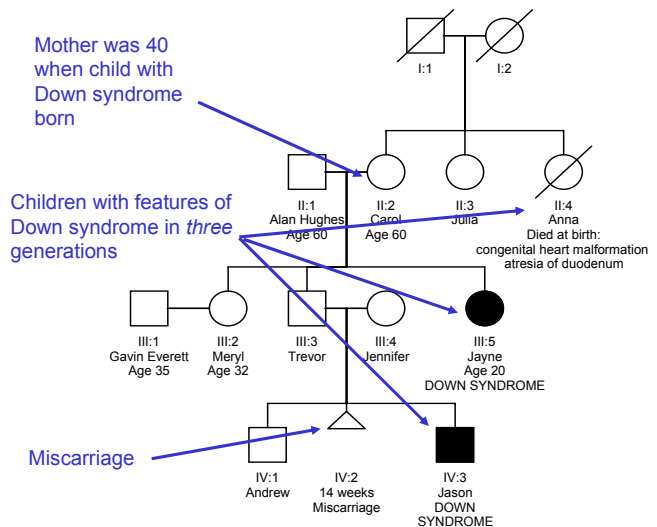 Mother was 40
when child with
Down syndrome
born
I:1
I:2
Children with features of
Down syndrome in three
generations
II:1
Alan Hughes
Age 60
II:2
Carol
Age 60
II:3
Julia
II:4
Anna
Died at birth:
congenital heart malformation
atresia of duodenum
III:1
Gavin Everett
Age 35
III:2
Meryl
Age 32
III:3
Trevor
III:4
Jennifer
III:5
Jayne
Age 20
DOWN SYNDROME
Miscarriage
IV:1
Andrew
IV:2
14 weeks
Miscarriage
IV:3
Jason
DOWN
SYNDROME